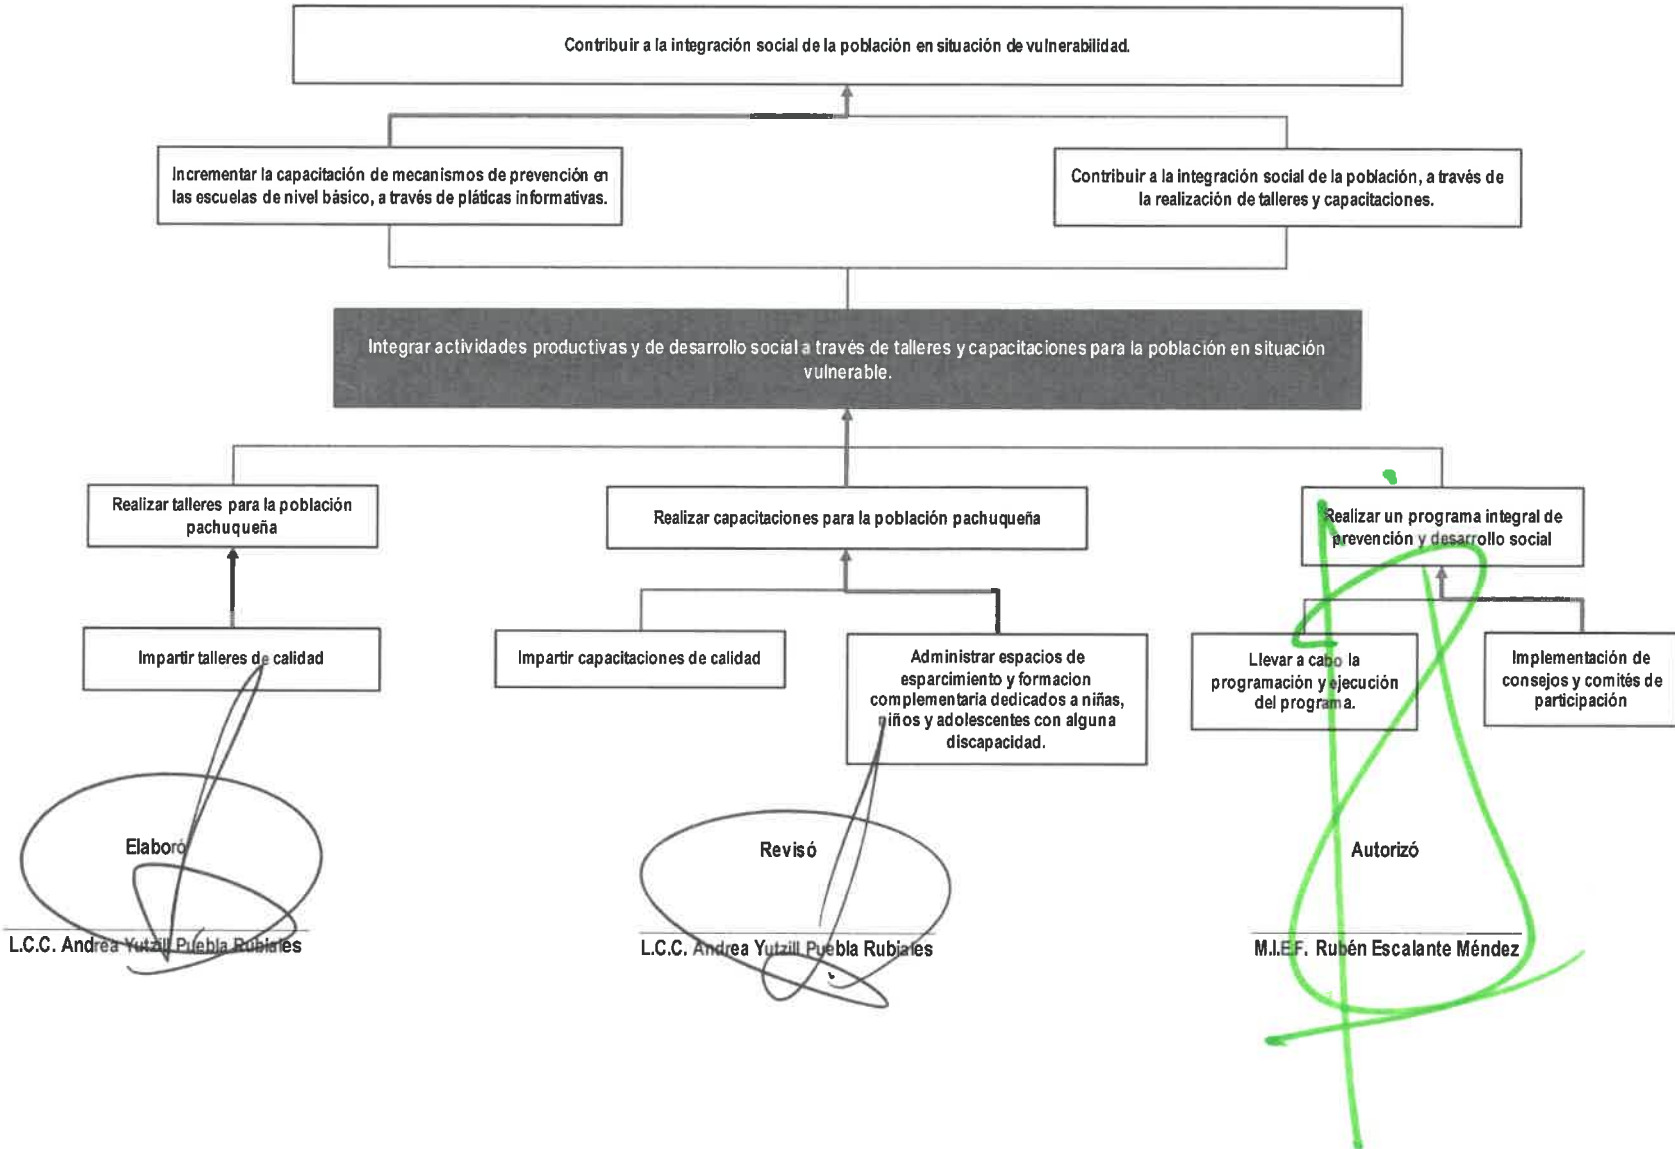 Contribuir a la integración social de la población en situación de vulnerabilidad.
Incrementar la capacitación de mecanismos de prevención en
las escuelas de nivel básico, a través de pláticas informativas.
Contribuir a la integración social de la población, a través de
la realización de talleres y capacitaciones.
Integrar actividades productivas y de desarrollo social a través de talleres y capacitaciones para la población en situación
vulnerable.
Realizar talleres para la población
pachuqueña
Realizar capacitaciones para la población pachuqueña
Realizar un programa integral de
prevención y desarrollo social
Impartir talleres de calidad
Impartir capacitaciones de calidad
Administrar espacios de
esparcimiento y formacion
complementaria dedicados a niñas,
niños y adolescentes con alguna
discapacidad.
Llevar a cabo la
programación y ejecución
del programa.
Implementación de
consejos y comités de
participación
Elaboró
L.C.C. Andrea Yutzill Puebla Rubiales
Revisó
L.C.C. Andrea Yutzill Puebla Rubiales
Autorizó
M.I.E.F. Rubén Escalante Méndez